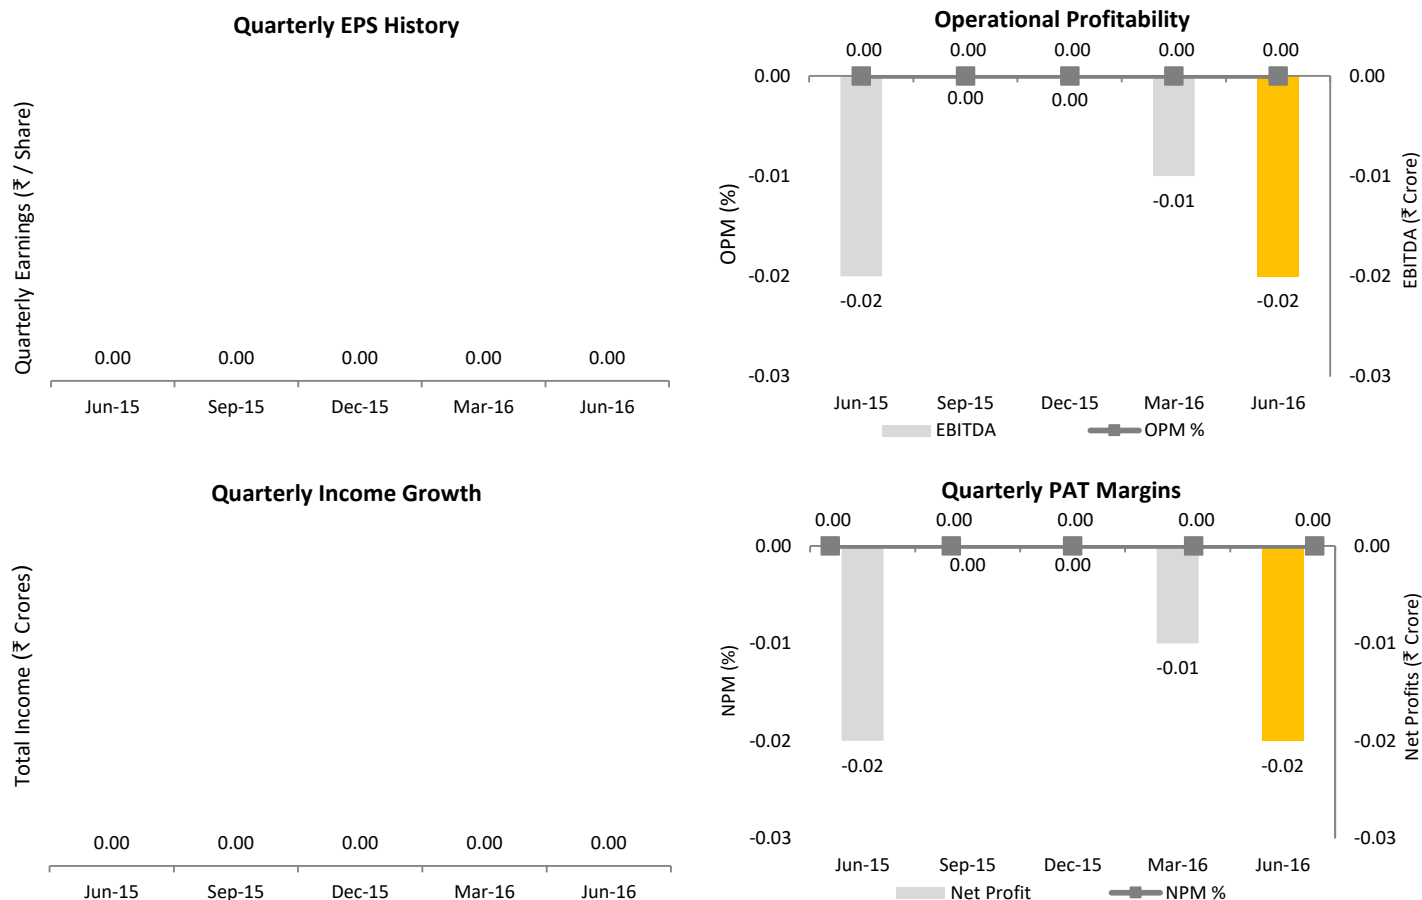 Quarterly EPS History
Quarterly Earnings (₹ / Share)
0.00 0.00 0.00 0.00 0.00
Jun-15 Sep-15 Dec-15 Mar-16 Jun-16
Operational Profitability
0.00 0.00 0.00 0.00 0.00
0.00 0.00
0.00 0.00
-0.01 -0.01
-0.01
-0.02 -0.02
-0.02 -0.02
-0.03 -0.03
OPM (%)
EBITDA (₹ Crore)
Jun-15 Sep-15 Dec-15 Mar-16 Jun-16
EBITDA OPM %
Quarterly Income Growth
Total Income (₹ Crores)
0.00 0.00 0.00 0.00 0.00
Jun-15 Sep-15 Dec-15 Mar-16 Jun-16
Quarterly PAT Margins
0.00 0.00 0.00 0.00 0.00
0.00 0.00
0.00 0.00
-0.01 -0.01
-0.01
-0.02 -0.02
-0.02 -0.02
-0.03 -0.03
NPM (%)
Net Profits (₹ Crore)
Jun-15 Sep-15 Dec-15 Mar-16 Jun-16
Net Profit NPM %